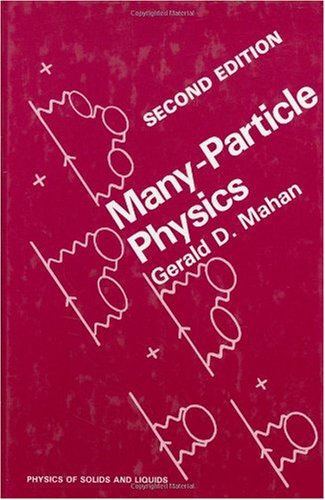 SECOND EDITION
Many-Particle
Physics
Gerald D. Mahan
PHYSICS OF SOLIDS AND LIQUIDS